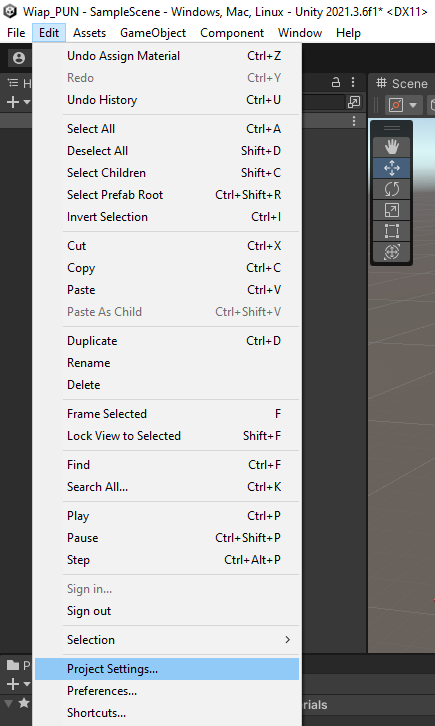 Wiap_PUN - SampleScene - Windows, Mac, Linux - Unity 2021.3.6f1* <DX11>
File Edit Assets GameObject Component Window Help
H
Scene
Undo Assign Material Ctrl+Z
Redo Ctrl+Y
Undo History Ctrl+U
Select All Ctrl+A
Deselect All Shift+D
Select Children Shift+C
Select Prefab Root Ctrl+Shift+R
Invert Selection Ctrl+I
Cut Ctrl+X
Copy Ctrl+C
Paste Ctrl+V
Paste As Child Ctrl+Shift+V
Duplicate Ctrl+D
Rename
Delete
Frame Selected F
Lock View to Selected Shift+F
Find Ctrl+F
Search All... Ctrl+K
Play Ctrl+P
Pause Ctrl+Shift+P
Step Ctrl+Alt+P
Sign in...
Sign out
Selection
P
Project Settings...
Preferences...
rials
Shortcuts...